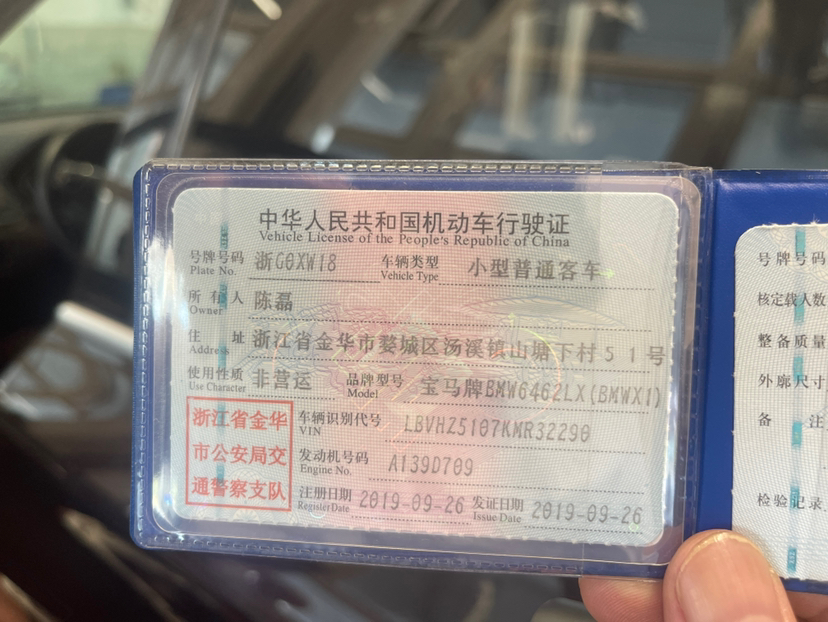 中华人民共和国机动车行驶证
Vehicle License of the People's Republic of China
号牌号码 浙G0XW18 车辆类型 小型普通客车
Plate No. Vehicle Type
所有人 陈磊
Owner
住址 浙江省金华市婺城区汤溪镇山塘下村51号
Address
使用性质 非营运 品牌型号 宝马牌BMW6462LX(BMWX1)
Use Character Model
浙江省金华
市公安局交
通警察支队
车辆识别代号 LBVHZ5107KMR32290
VIN
发动机号码 A139D709
Engine No.
注册日期 2019-09-26 发证日期 2019-09-26
Register Date Issue Date
号牌号码
核定载人数
整备质量
外廓尺寸
备注
检验记录